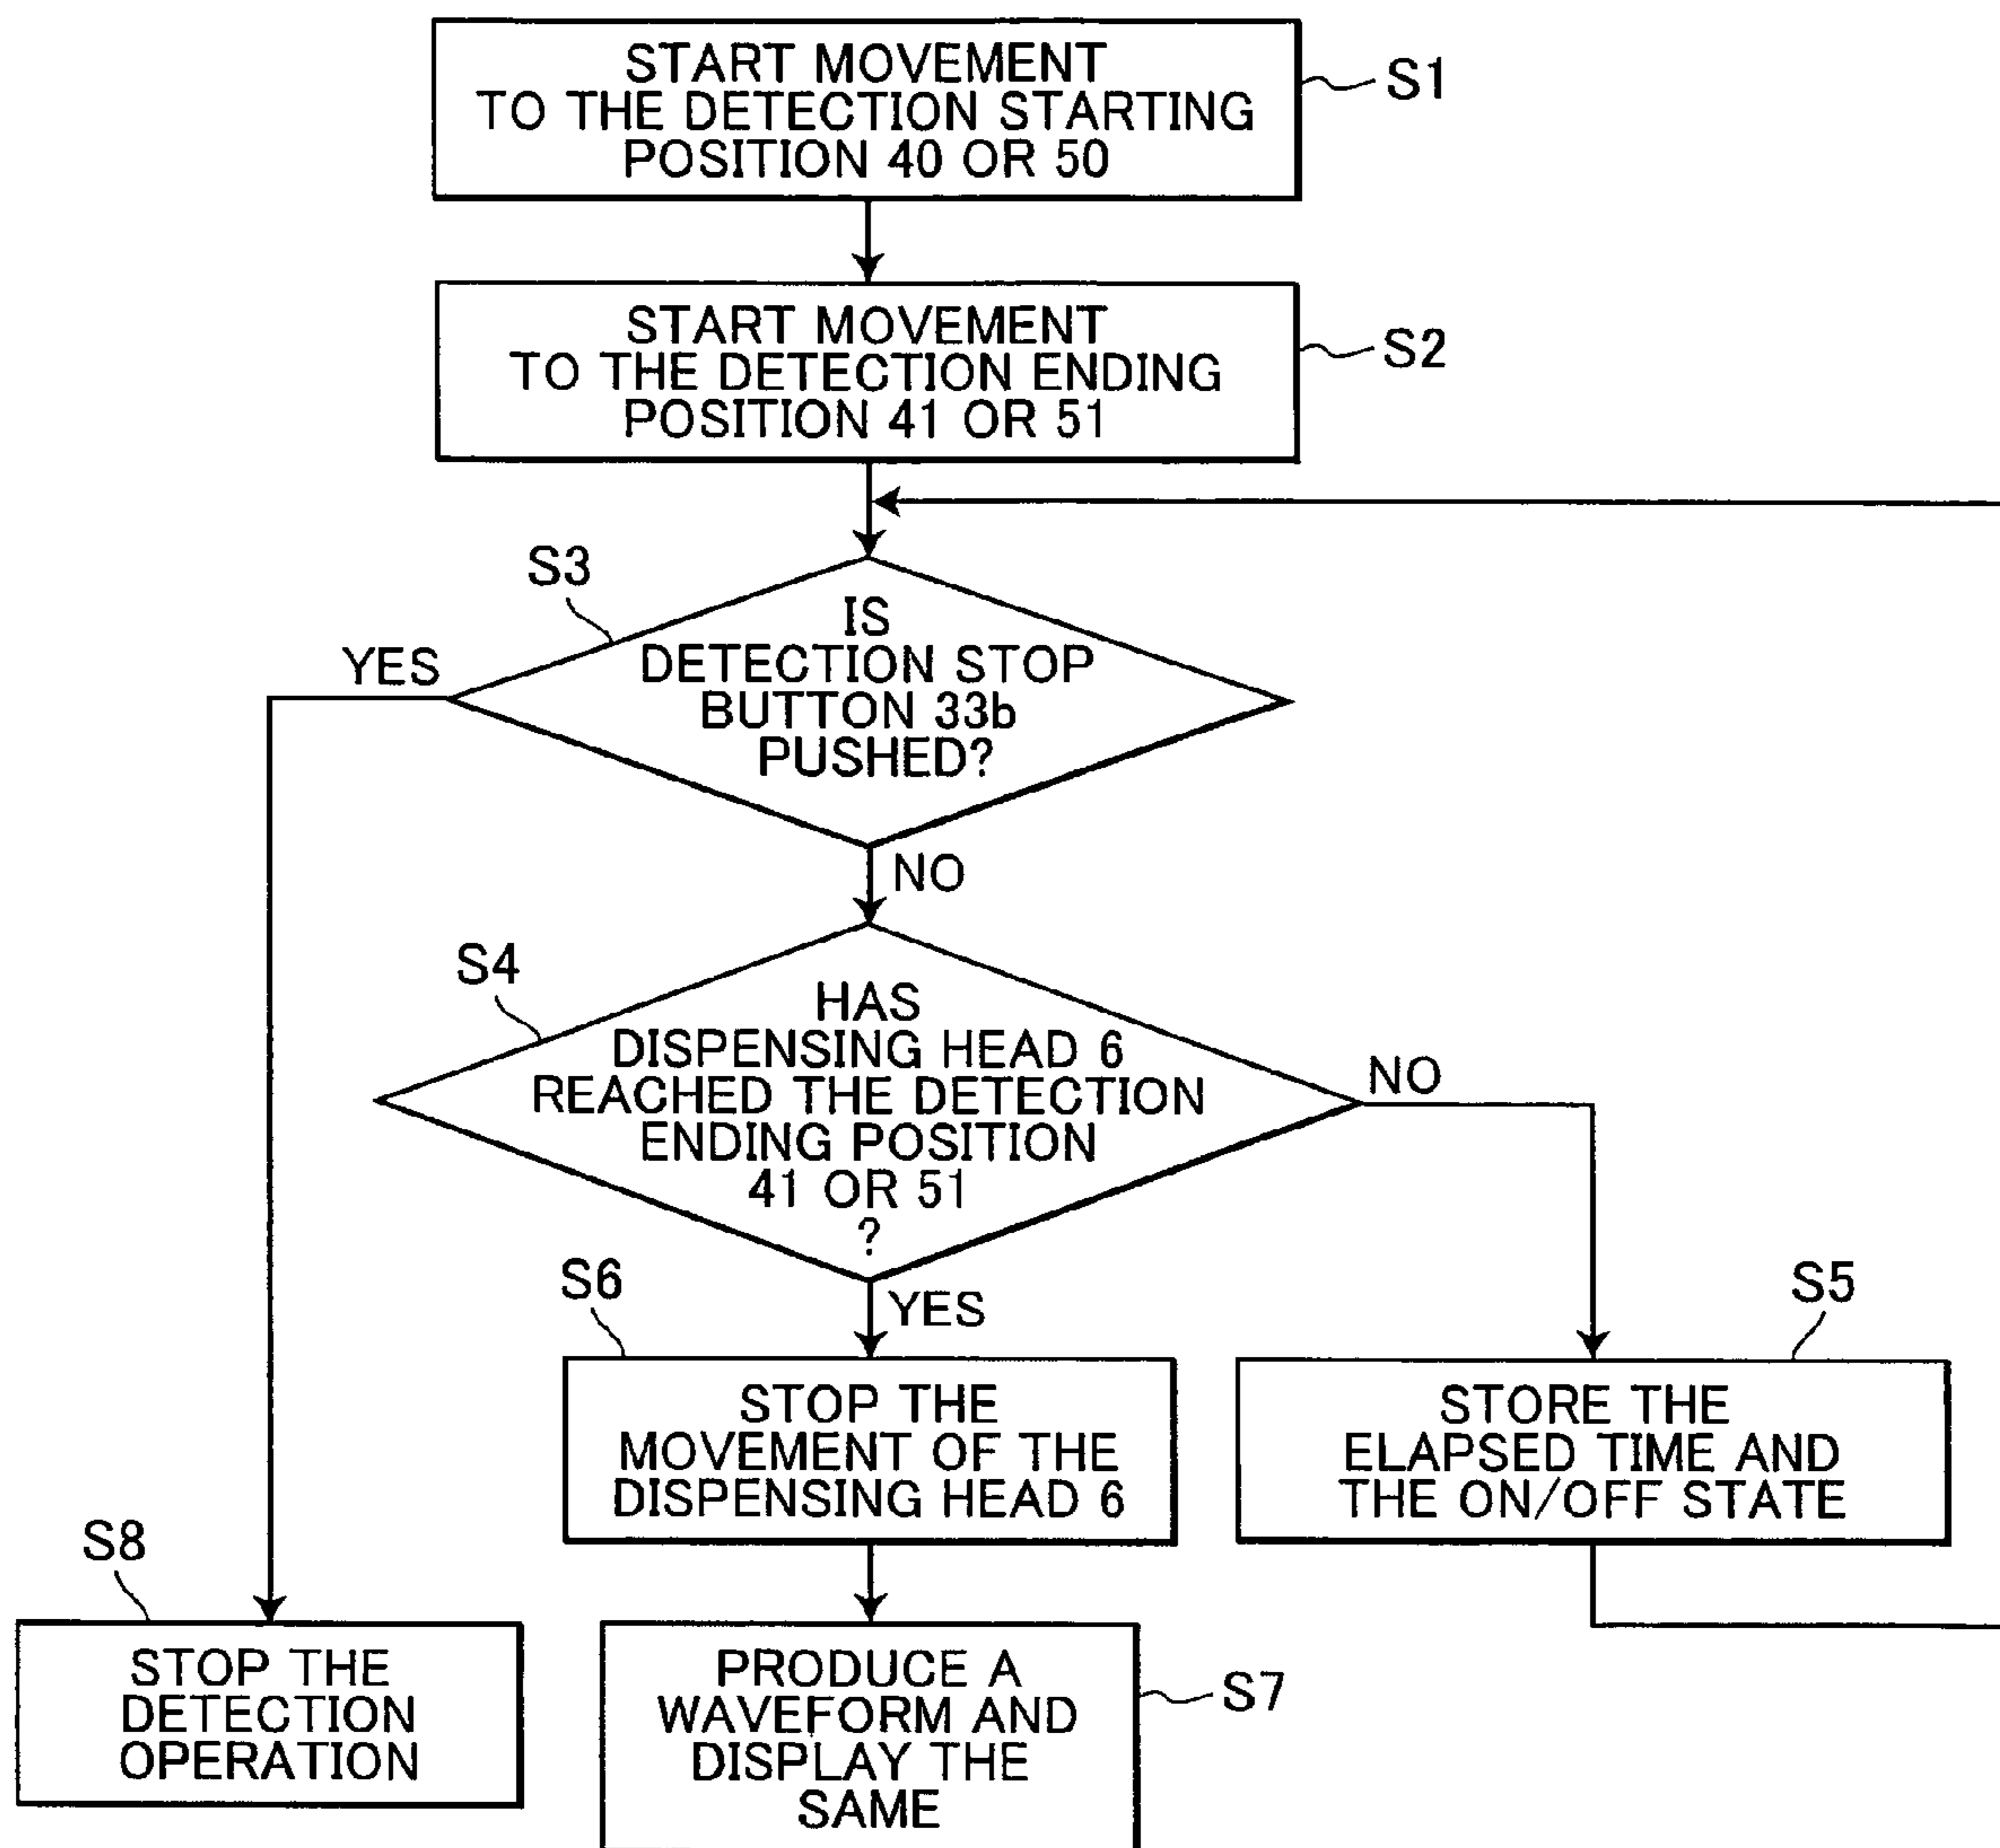 START MOVEMENT
TO THE DETECTION STARTING
POSITION 40 OR 50
S1
START MOVEMENT
TO THE DETECTION ENDING
POSITION 41 OR 51
S2
S3
IS
DETECTION STOP
BUTTON 33b
PUSHED?
YES
NO
S4
HAS
DISPENSING HEAD 6
REACHED THE DETECTION
ENDING POSITION
41 OR 51
?
NO
YES
S6
STOP THE
MOVEMENT OF THE
DISPENSING HEAD 6
S5
STORE THE
ELAPSED TIME AND
THE ON/OFF STATE
S8
STOP THE
DETECTION
OPERATION
PRODUCE A
WAVEFORM AND
DISPLAY THE
SAME
S7